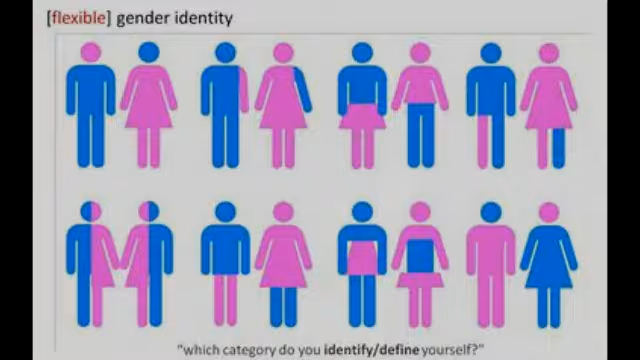 [flexible] gender identity
"which category do you identify/define yourself?"